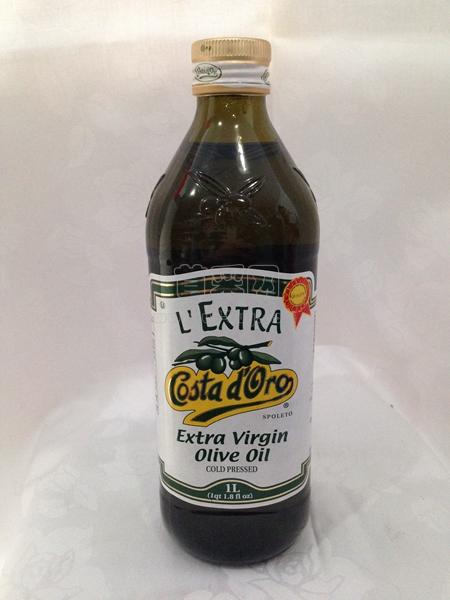 L'EXTRA
Costa d'Oro
®
SPOLETO
Extra Virgin
Olive Oil
COLD PRESSED
1L
(1qt 1.8 fl oz)